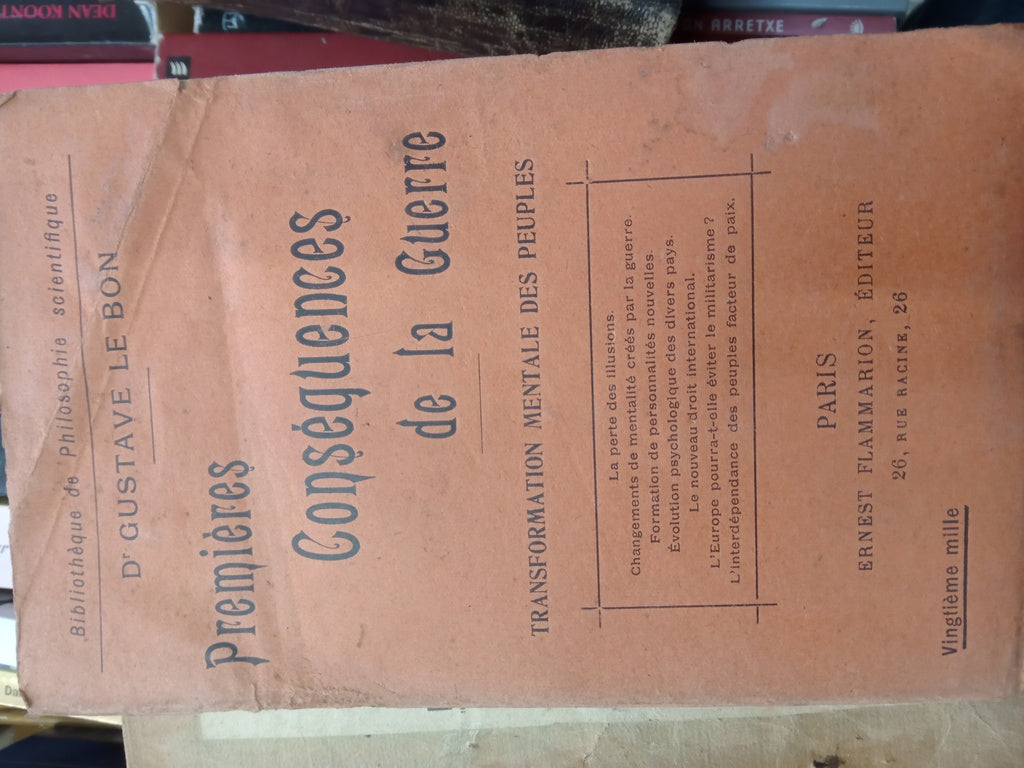 DEAN KOONT
N ARRETXE
Bibliothèque de Philosophie scientifique
Dr GUSTAVE LE BON
Premières
Conséquences
de la Guerre
TRANSFORMATION MENTALE DES PEUPLES
La perte des illusions.
Changements de mentalité créés par la guerre.
Formation de personnalités nouvelles.
Évolution psychologique des divers pays.
Le nouveau droit international.
L'Europe pourra-t-elle éviter le militarisme ?
L'interdépendance des peuples facteur de paix.
PARIS
ERNEST FLAMMARION, ÉDITEUR
26, RUE RACINE, 26
Vingtième mille